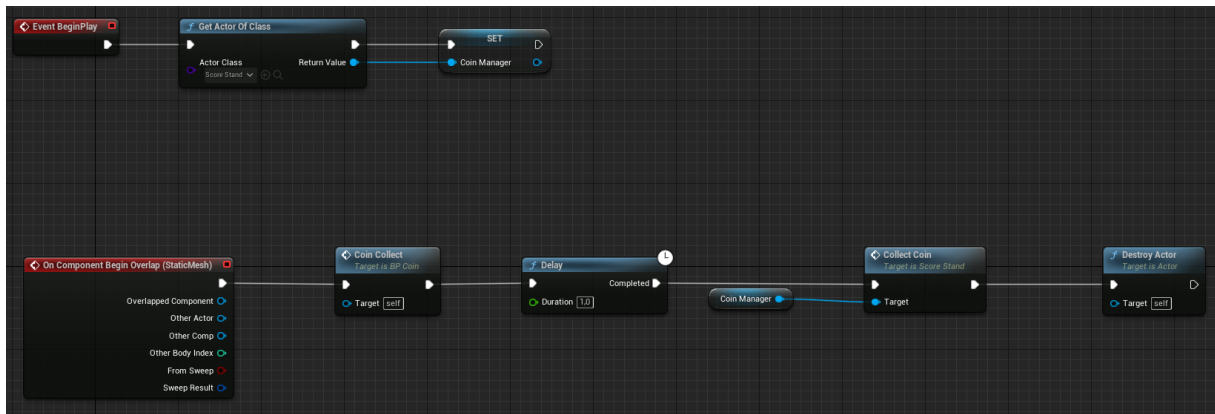 Event BeginPlay
Get Actor Of Class
Actor Class
Score Stand
Return Value
SET
Coin Manager
On Component Begin Overlap (StaticMesh)
Overlapped Component
Other Actor
Other Comp
Other Body Index
From Sweep
Sweep Result
Coin Collect
Target is BP Coin
Target self
Delay
Completed
Duration 1,0
Coin Manager
Collect Coin
Target is Score Stand
Target
Destroy Actor
Target is Actor
Target self